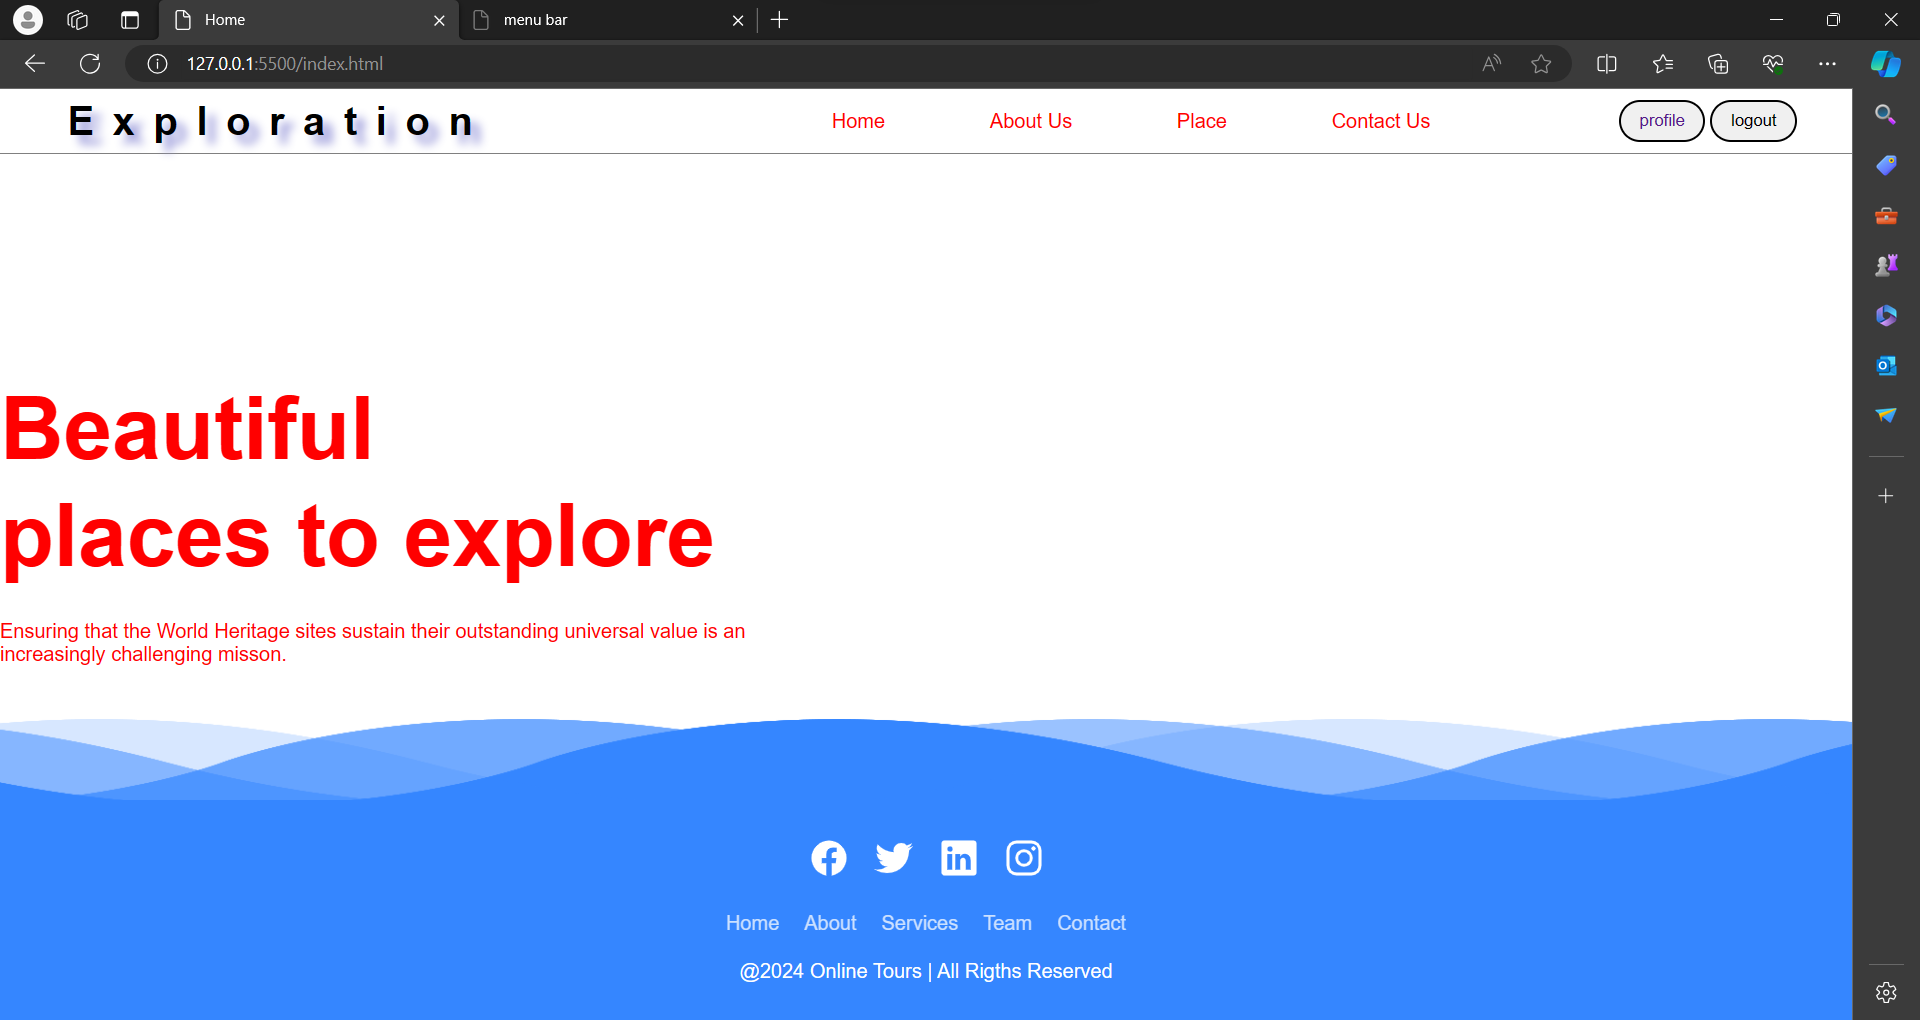 Home
menu bar
127.0.0.1:5500/index.html
Exploration
Home About Us Place Contact Us
profile logout
Beautiful
places to explore
Ensuring that the World Heritage sites sustain their outstanding universal value is an
increasingly challenging misson.
Home About Services Team Contact
@2024 Online Tours | All Rigths Reserved